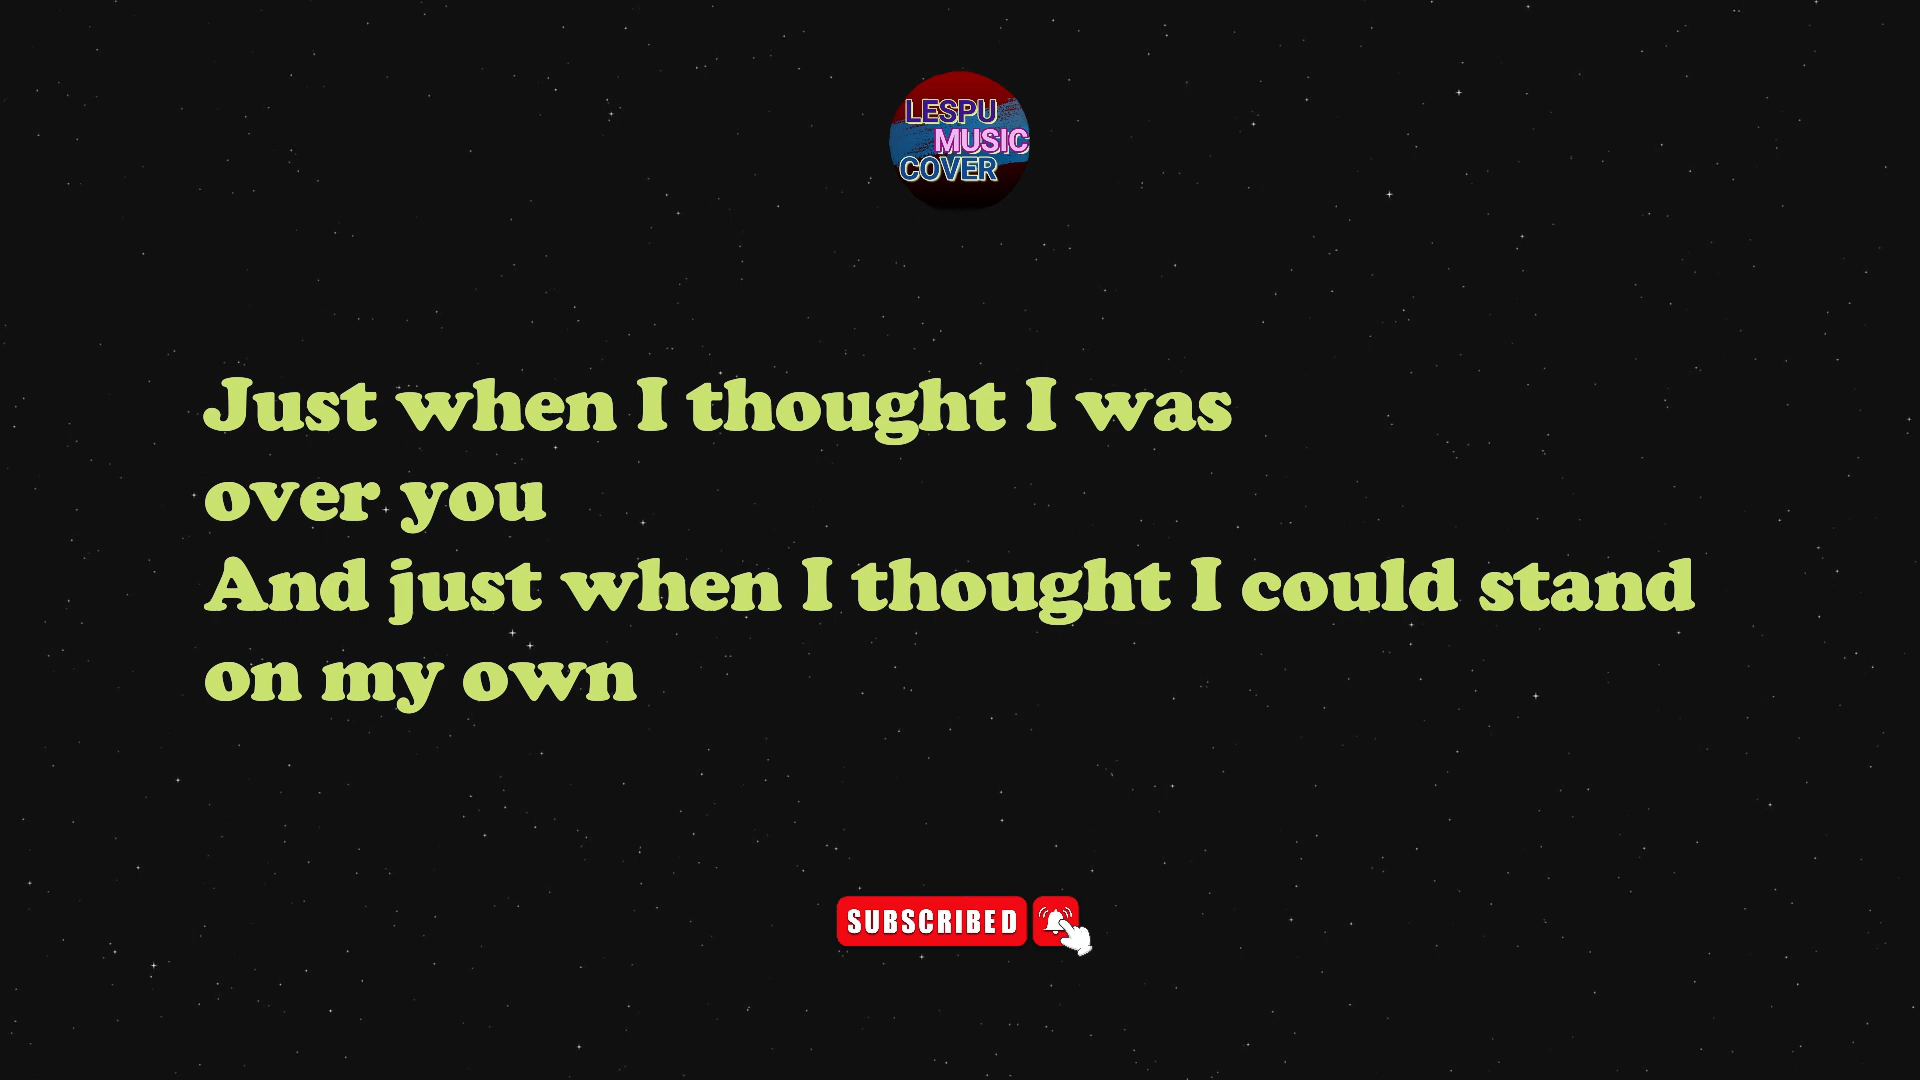 LESPU
MUSIC
COVER
Just when I thought I was
over you
And just when I thought I could stand
on my own
SUBSCRIBED